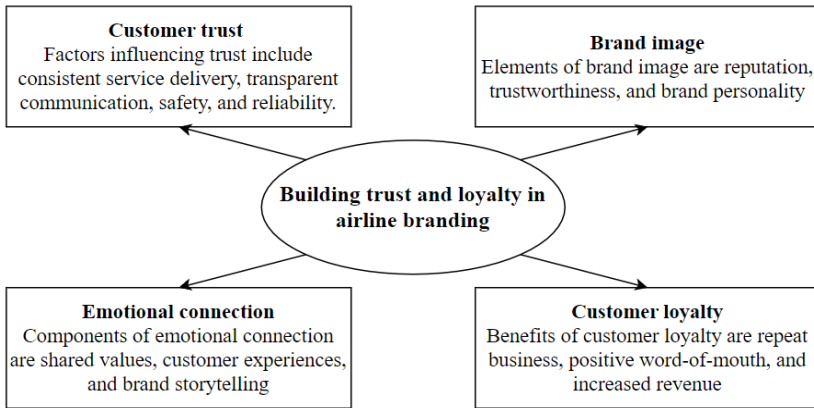 Customer trust
Factors influencing trust include
consistent service delivery, transparent
communication, safety, and reliability.
Brand image
Elements of brand image are reputation,
trustworthiness, and brand personality
Building trust and loyalty in
airline branding
Emotional connection
Components of emotional connection
are shared values, customer experiences,
and brand storytelling
Customer loyalty
Benefits of customer loyalty are repeat
business, positive word-of-mouth, and
increased revenue